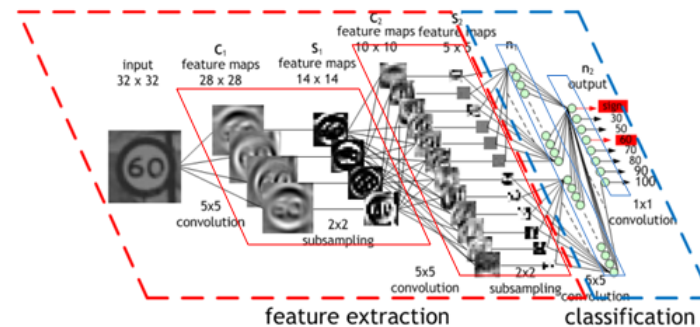 input
32 x 32
C1
feature maps
28 x 28
S1
feature maps
14 x 14
C2
feature maps
10 x 10
S2
feature maps
5 x 5
n1
n2
output
60
5x5
convolution
2x2
subsampling
5x5
convolution
2x2
subsampling
convolution
sign
30
50
60
70
80
90
100
1x1
convolution
feature extraction
classification